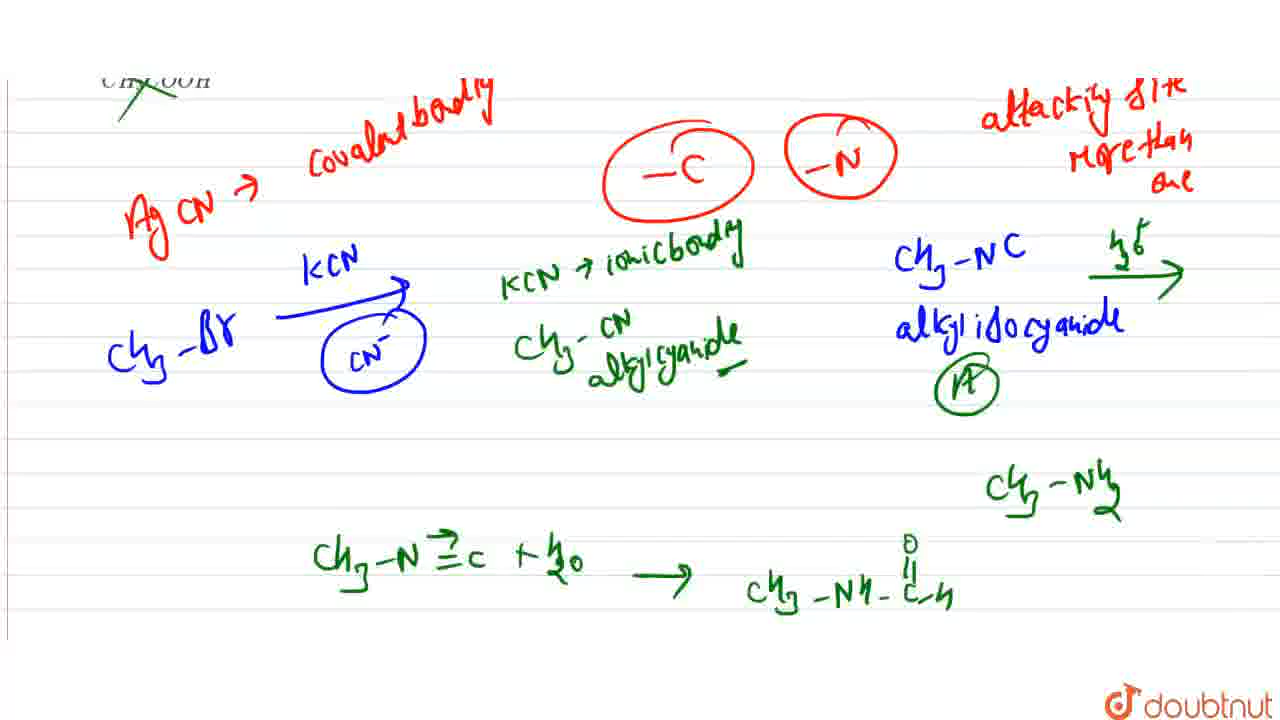 CH3COOH
AgCN → covalent bonding
—C —N
attacking site
more than
one
CH3—Br
KCN
CN⁻
KCN → ionic bonding
CH3—CN
alkyl cyanide
CH3—NC
alkyl isocyanide
A
CH3—NH2
CH3—N≡C + H2O → CH3—NH—C—H
O
doubtnut